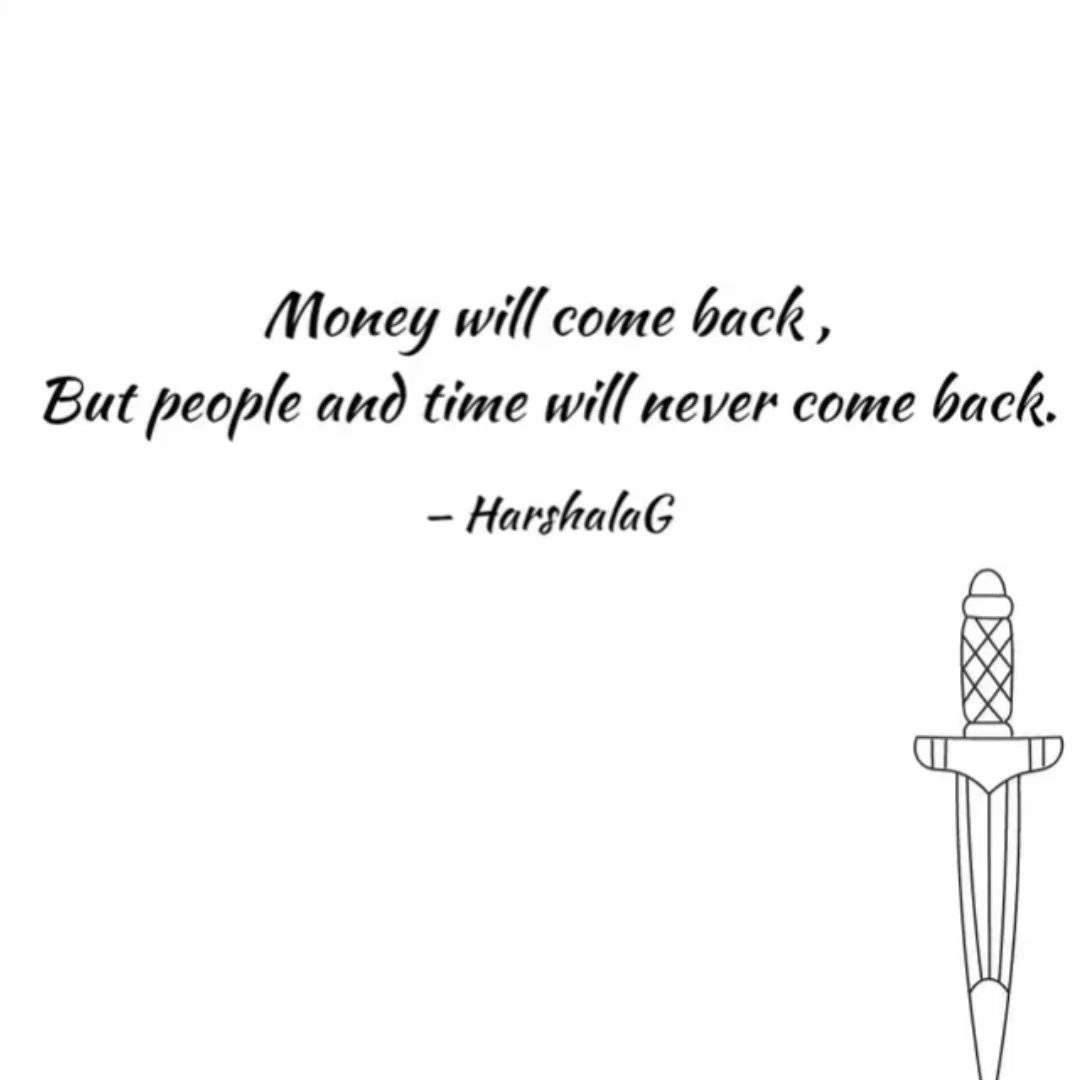 Money will come back ,
But people and time will never come back.
– HarshalaG